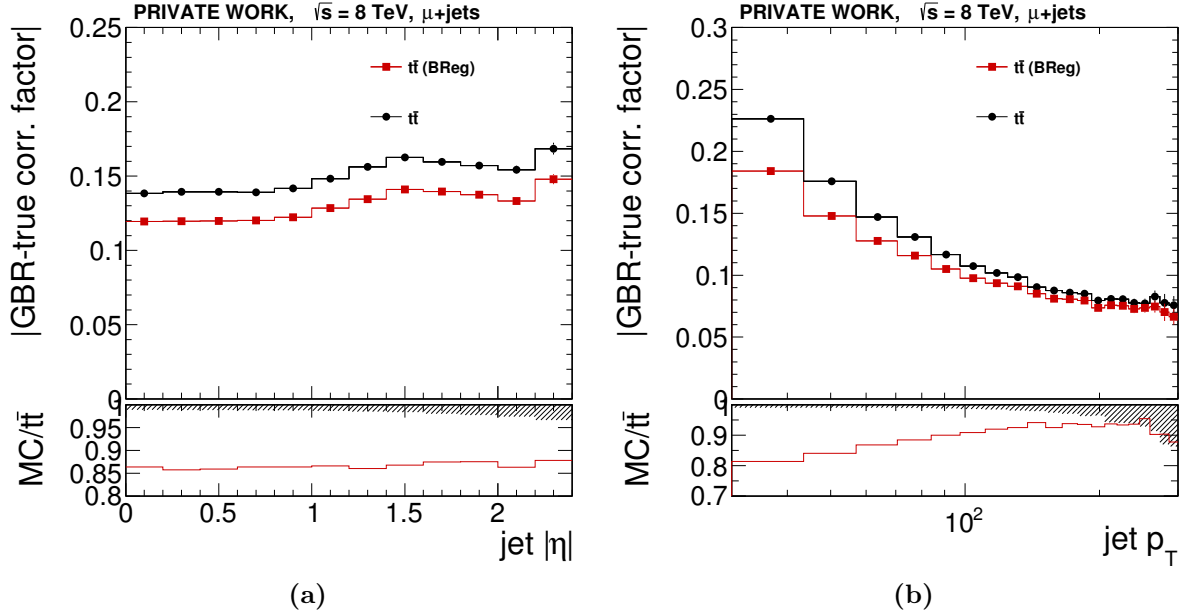 PRIVATE WORK, √s = 8 TeV, μ+jets
|GBR-true corr. factor|
0.25
0.2
0.15
0.1
0.05
0
tt̄ (BReg)
tt̄
MC/tt̄
1
0.95
0.9
0.85
0.8
0 0.5 1 1.5 2
jet |η|
(a)
PRIVATE WORK, √s = 8 TeV, μ+jets
|GBR-true corr. factor|
0.3
0.25
0.2
0.15
0.1
0.05
0
tt̄ (BReg)
tt̄
MC/tt̄
1
0.9
0.8
0.7
10²
jet p_T
(b)